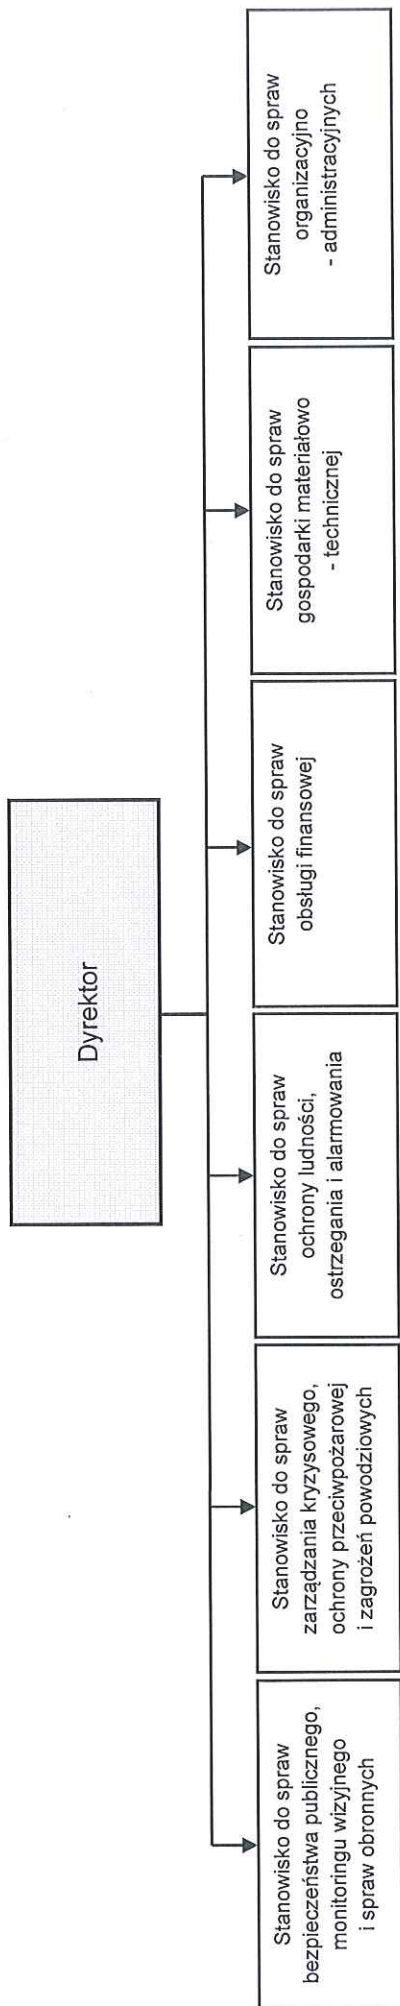 Dyrektor
Stanowisko do spraw
bezpieczeństwa publicznego,
monitoringu wizyjnego
i spraw obronnych
Stanowisko do spraw
zarządzania kryzysowego,
ochrony przeciwpożarowej
i zagrożeń powodziowych
Stanowisko do spraw
ochrony ludności,
ostrzegania i alarmowania
Stanowisko do spraw
obsługi finansowej
Stanowisko do spraw
gospodarki materiałowo
- technicznej
Stanowisko do spraw
organizacyjno
- administracyjnych